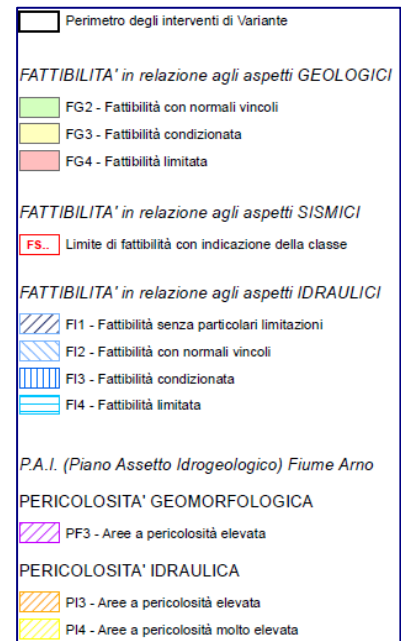 Perimetro degli interventi di Variante
FATTIBILITA' in relazione agli aspetti GEOLOGICI
FG2 - Fattibilità con normali vincoli
FG3 - Fattibilità condizionata
FG4 - Fattibilità limitata
FATTIBILITA' in relazione agli aspetti SISMICI
FS.. Limite di fattibilità con indicazione della classe
FATTIBILITA' in relazione agli aspetti IDRAULICI
FI1 - Fattibilità senza particolari limitazioni
FI2 - Fattibilità con normali vincoli
FI3 - Fattibilità condizionata
FI4 - Fattibilità limitata
P.A.I. (Piano Assetto Idrogeologico) Fiume Arno
PERICOLOSITA' GEOMORFOLOGICA
PF3 - Aree a pericolosità elevata
PERICOLOSITA' IDRAULICA
PI3 - Aree a pericolosità elevata
PI4 - Aree a pericolosità molto elevata